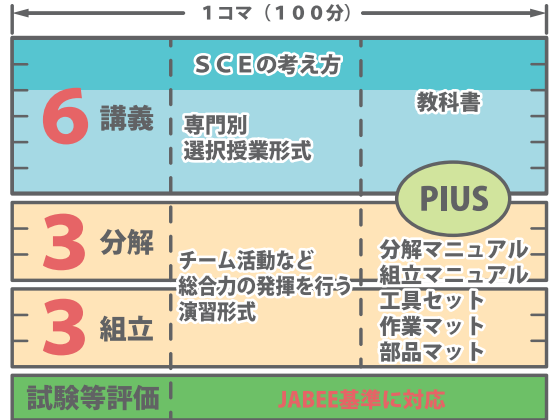 1コマ（100分）
SCEの考え方
6 講義
専門別
選択授業形式
教科書
PIUS
3 分解
チーム活動など
総合力の発揮を行う
演習形式
分解マニュアル
組立マニュアル
工具セット
作業マット
部品マット
3 組立
試験等評価
JABEE基準に対応